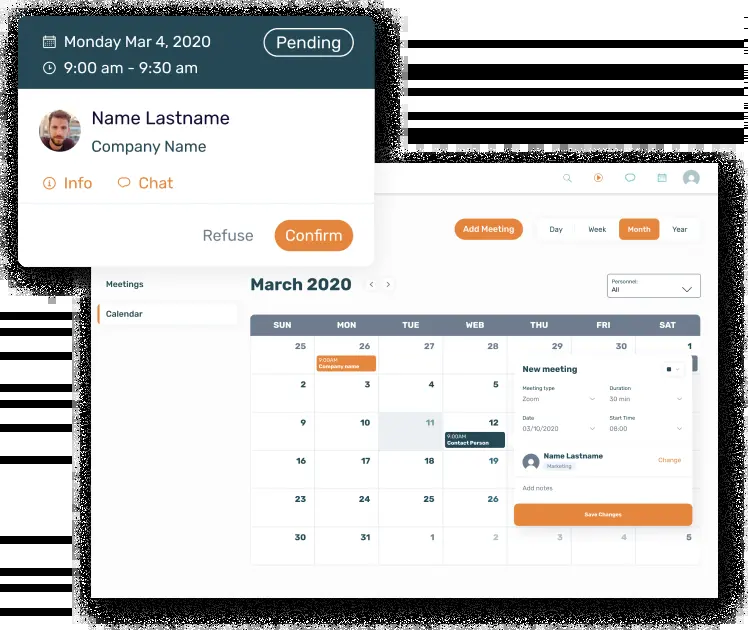 Monday Mar 4, 2020
Pending
9:00 am - 9:30 am
Name Lastname
Company Name
Info
Chat
Refuse
Confirm
Add Meeting
Day
Week
Month
Year
Meetings
Calendar
March 2020
Personnel:
All
SUN MON TUE WEB THU FRI SAT
25 26 27 28 29 30 1
9:00AM
Company name
2 3 4 5
9 10 11 12
9:00AM
Contact Person
16 17 18 19
23 24 25 26
30 31 1 2 3 4 5
New meeting
Meeting type
Duration
Zoom
30 min
Date
Start Time
03/10/2020
08:00
Name Lastname
Marketing
Change
Add notes
Save Changes